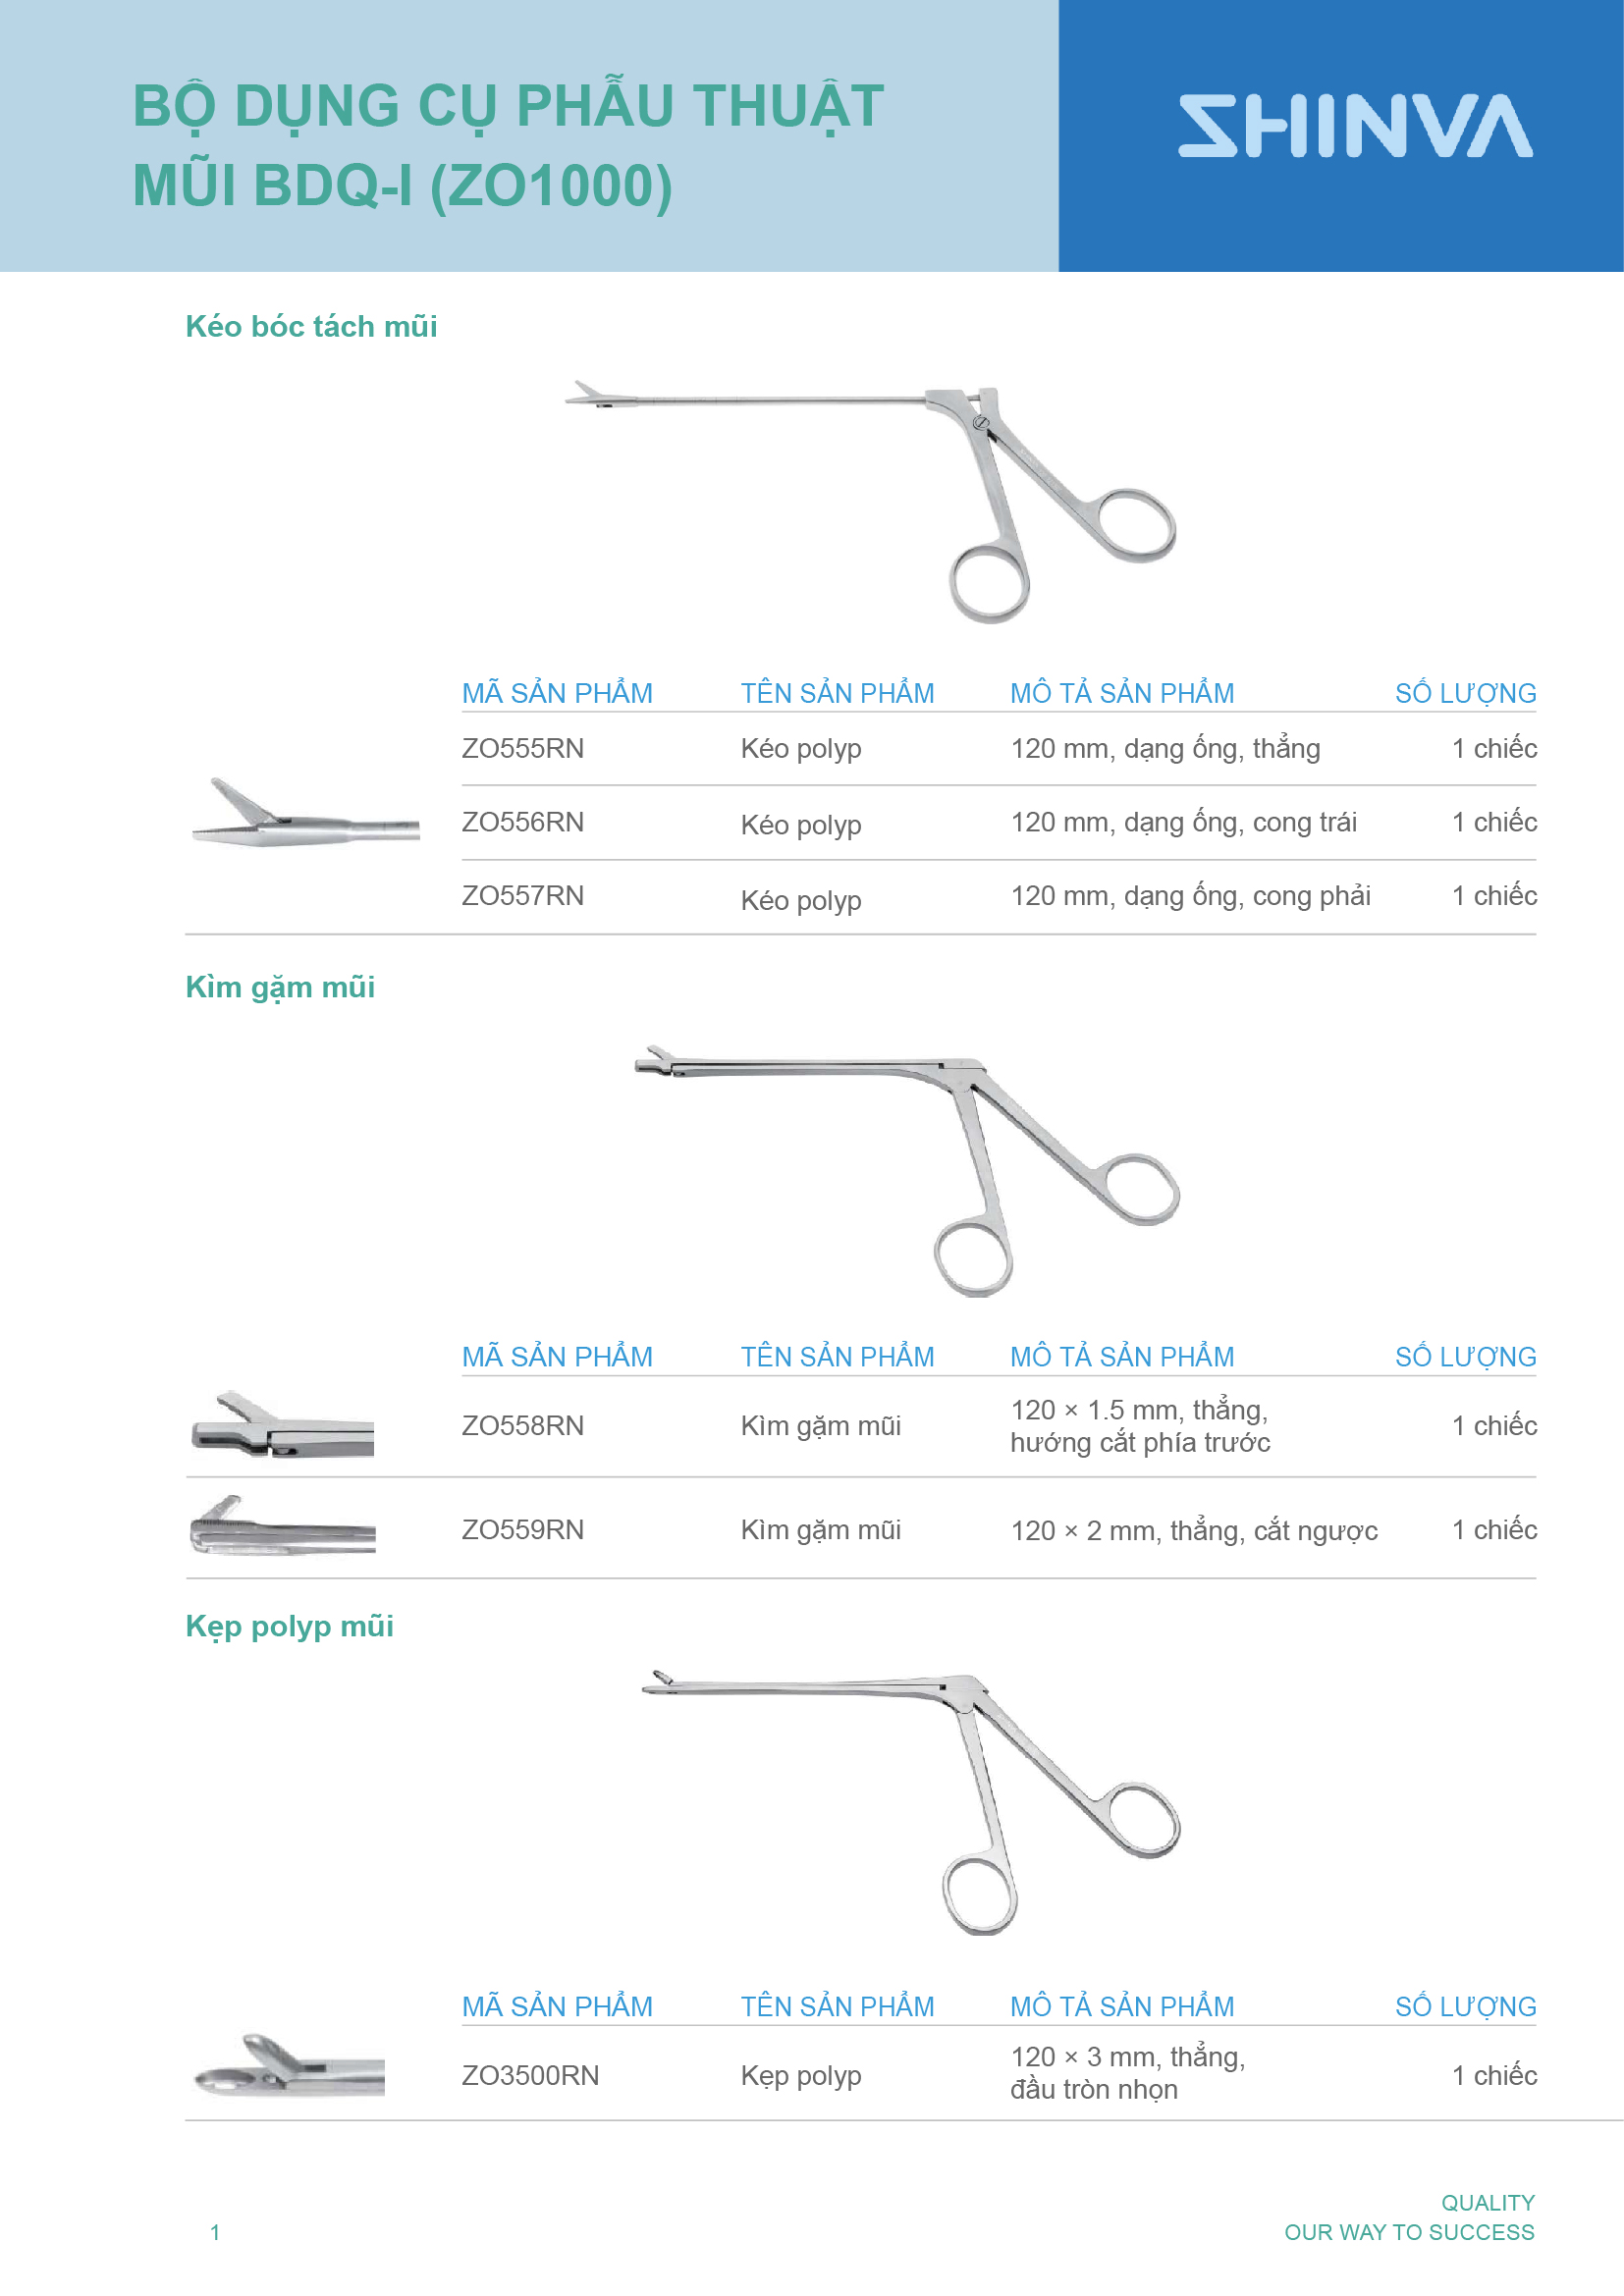 BỘ DỤNG CỤ PHẪU THUẬT
MŨI BDQ-I (ZO1000)
SHINVA
Kéo bóc tách mũi
MÃ SẢN PHẨM TÊN SẢN PHẨM MÔ TẢ SẢN PHẨM SỐ LƯỢNG
ZO555RN Kéo polyp 120 mm, dạng ống, thẳng 1 chiếc
ZO556RN Kéo polyp 120 mm, dạng ống, cong trái 1 chiếc
ZO557RN Kéo polyp 120 mm, dạng ống, cong phải 1 chiếc
Kìm gặm mũi
MÃ SẢN PHẨM TÊN SẢN PHẨM MÔ TẢ SẢN PHẨM SỐ LƯỢNG
ZO558RN Kìm gặm mũi 120 × 1.5 mm, thẳng, 1 chiếc
hướng cắt phía trước
ZO559RN Kìm gặm mũi 120 × 2 mm, thẳng, cắt ngược 1 chiếc
Kẹp polyp mũi
MÃ SẢN PHẨM TÊN SẢN PHẨM MÔ TẢ SẢN PHẨM SỐ LƯỢNG
ZO3500RN Kẹp polyp 120 × 3 mm, thẳng, 1 chiếc
đầu tròn nhọn
QUALITY
1 OUR WAY TO SUCCESS